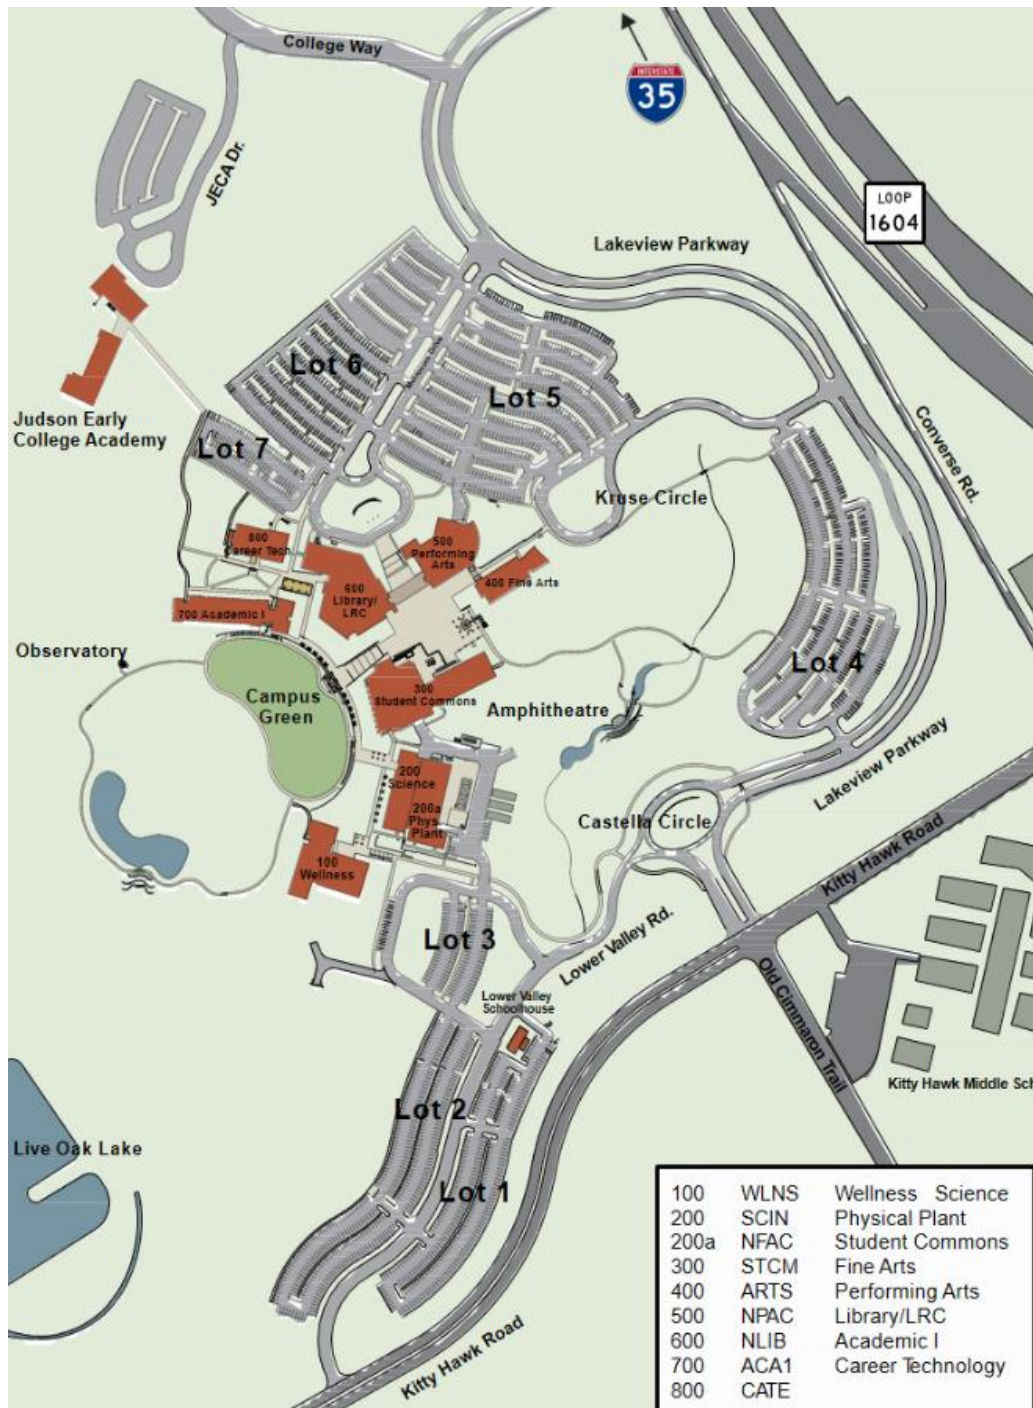 College Way
INTERSTATE
35
JECA Dr.
LOOP
1604
Lakeview Parkway
Lot 6
Lot 5
Judson Early
College Academy
Lot 7
Converse Rd.
Kruse Circle
800
Career Tech
500
Performing
Arts
400 Fine Arts
600
Library/
LRC
700 Academic I
Observatory
Campus
Green
300
Student Commons
Amphitheatre
Lot 4
200
Science
200a
Phys
Plant
Lakeview Parkway
Castella Circle
Kitty Hawk Road
100
Wellness
Lot 3
Lower Valley Rd.
Lower Valley
Schoolhouse
Old Cimmaron Trail
Kitty Hawk Middle Sch
Lot 2
Live Oak Lake
Lot 1
Kitty Hawk Road
100 WLNS Wellness Science
200 SCIN Physical Plant
200a NFAC Student Commons
300 STCM Fine Arts
400 ARTS Performing Arts
500 NPAC Library/LRC
600 NLIB Academic I
700 ACA1 Career Technology
800 CATE